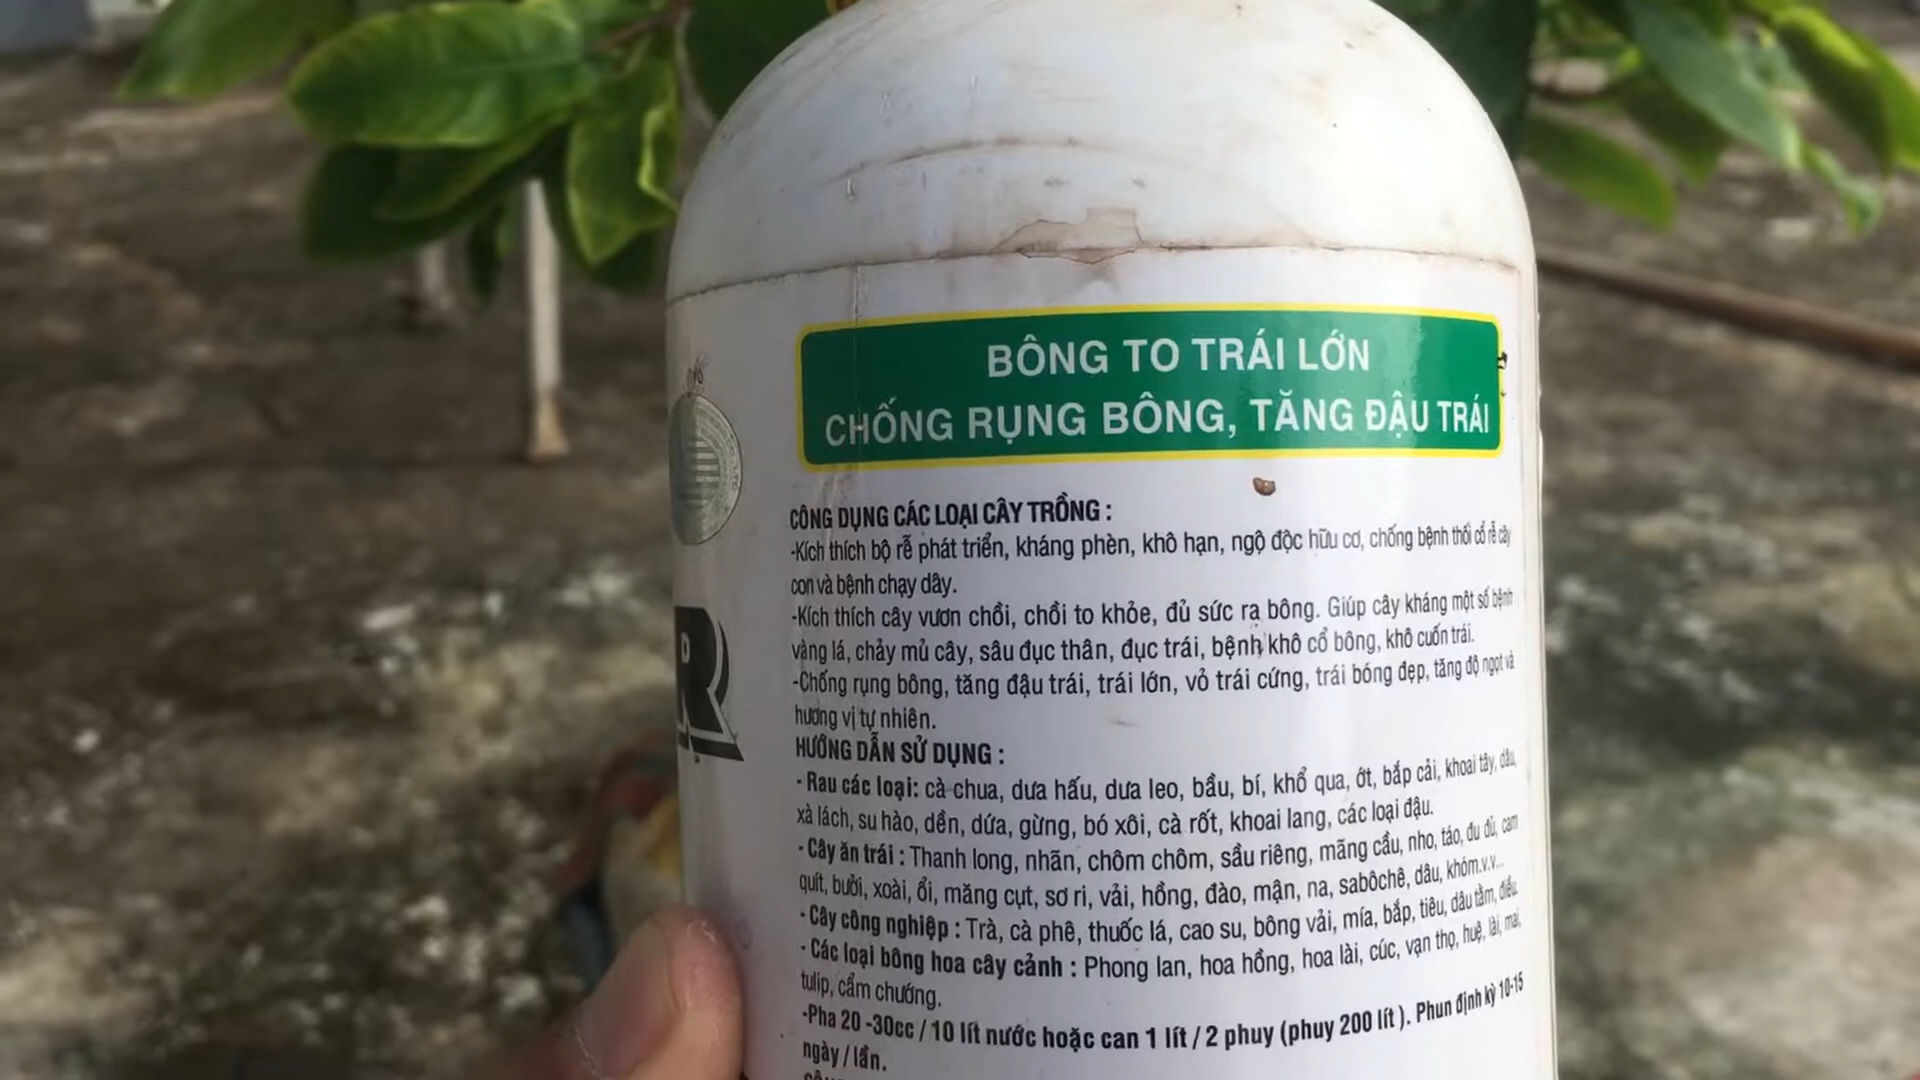 BÔNG TO TRÁI LỚN
CHỐNG RỤNG BÔNG, TĂNG ĐẬU TRÁI
CÔNG DỤNG CÁC LOẠI CÂY TRỒNG :
-Kích thích bộ rễ phát triển, kháng phèn, khô hạn, ngộ độc hữu cơ, chống bệnh thối cổ rễ cây
con và bệnh chạy dây.
-Kích thích cây vươn chồi, chồi to khỏe, đủ sức ra bông. Giúp cây kháng một số bệnh
vàng lá, chảy mủ cây, sâu đục thân, đục trái, bệnh khô cổ bông, khô cuốn trái.
-Chống rụng bông, tăng đậu trái, trái lớn, vỏ trái cứng, trái bóng đẹp, tăng độ ngọt và
hương vị tự nhiên.
HƯỚNG DẪN SỬ DỤNG :
- Rau các loại: cà chua, dưa hấu, dưa leo, bầu, bí, khổ qua, ớt, bắp cải, khoai tây, dâu,
xà lách, su hào, dền, dứa, gừng, bó xôi, cà rốt, khoai lang, các loại đậu.
- Cây ăn trái : Thanh long, nhãn, chôm chôm, sầu riêng, mãng cầu, nho, táo, đu đủ, cam
quít, bưởi, xoài, ổi, măng cụt, sơ ri, vải, hồng, đào, mận, na, sabôchê, dâu, khóm.v.v...
- Cây công nghiệp : Trà, cà phê, thuốc lá, cao su, bông vải, mía, bắp, tiêu, dâu tằm, điều.
- Các loại bông hoa cây cảnh : Phong lan, hoa hồng, hoa lài, cúc, vạn thọ, huệ, lài, mai,
tulip, cẩm chướng.
-Pha 20 -30cc / 10 lít nước hoặc can 1 lít / 2 phuy (phuy 200 lít ). Phun định kỳ 10-15
ngày / lần.
R